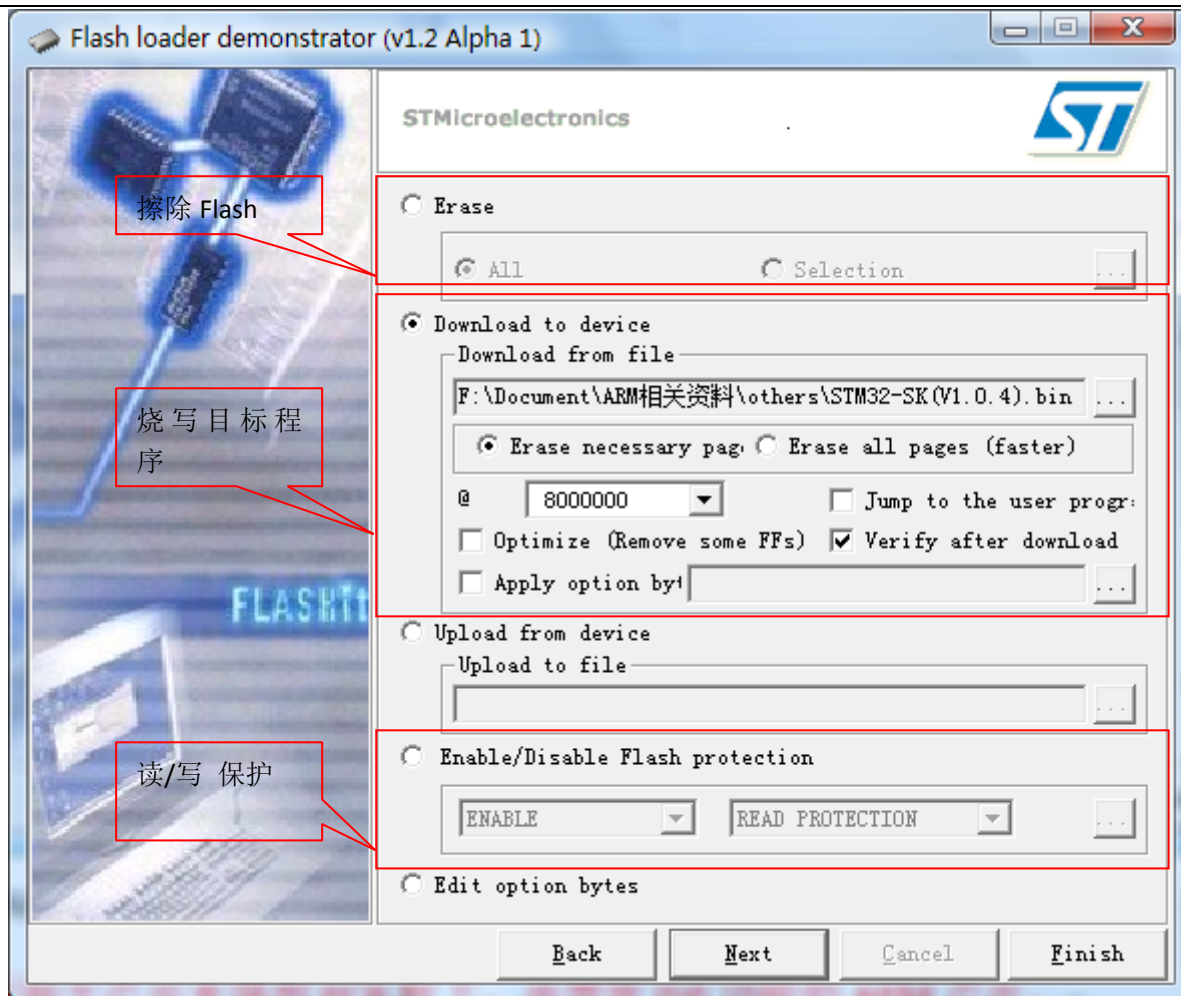 Flash loader demonstrator (v1.2 Alpha 1)
STMicroelectronics
ST
擦除 Flash
Erase
All Selection ...
Download to device
Download from file
F:\Document\ARM相关资料\others\STM32-SK(V1.0.4).bin ...
烧写目标程
序
Erase necessary pag Erase all pages (faster)
@ 8000000 Jump to the user progr
Optimize (Remove some FFs) Verify after download
Apply option byt ...
FLASHIt
Upload from device
Upload to file
...
读/写 保护
Enable/Disable Flash protection
ENABLE READ PROTECTION ...
Edit option bytes
Back Next Cancel Finish